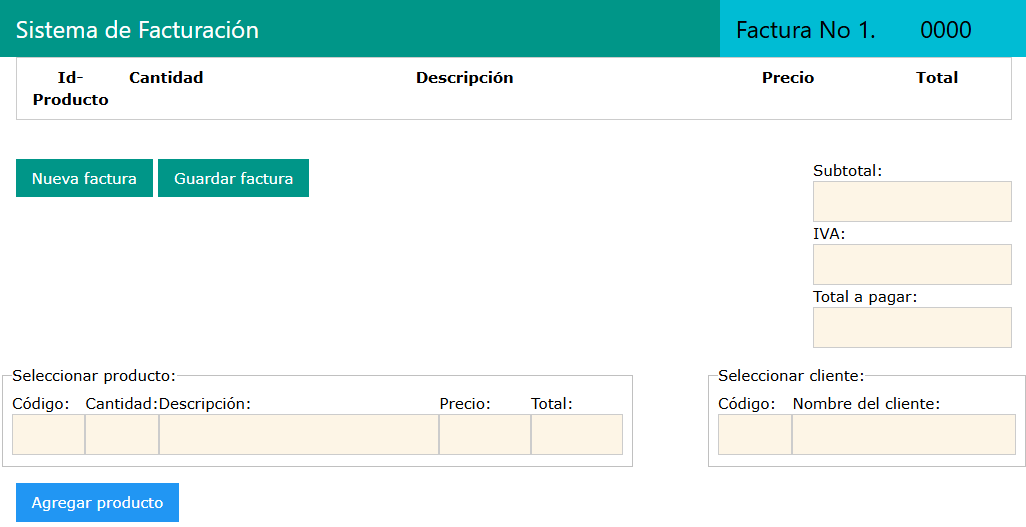 Sistema de Facturación Factura No 1. 0000
Id-Producto Cantidad Descripción Precio Total
Nueva factura Guardar factura
Subtotal:
IVA:
Total a pagar:
Seleccionar producto:
Código: Cantidad: Descripción: Precio: Total:
Seleccionar cliente:
Código: Nombre del cliente:
Agregar producto